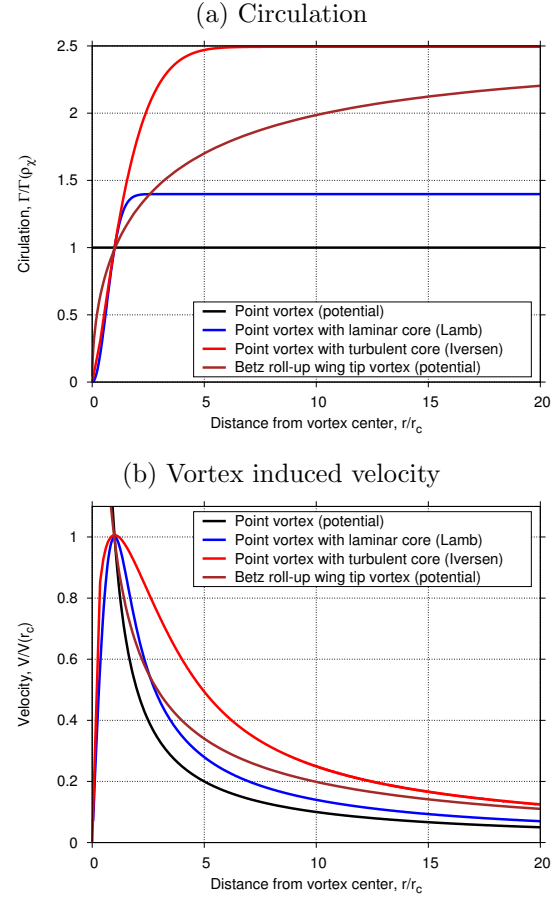 (a) Circulation
2.5
2
1.5
1
0.5
0
Cirulation, Γ/Γ(ρχ)
Point vortex (potential)
Point vortex with laminar core (Lamb)
Point vortex with turbulent core (Iversen)
Betz roll-up wing tip vortex (potential)
0 5 10 15 20
Distance from vortex center, r/rc
(b) Vortex induced velocity
1
0.8
0.6
0.4
0.2
0
Velocity, V/V(rc)
Point vortex (potential)
Point vortex with laminar core (Lamb)
Point vortex with turbulent core (Iversen)
Betz roll-up wing tip vortex (potential)
0 5 10 15 20
Distance from vortex center, r/rc